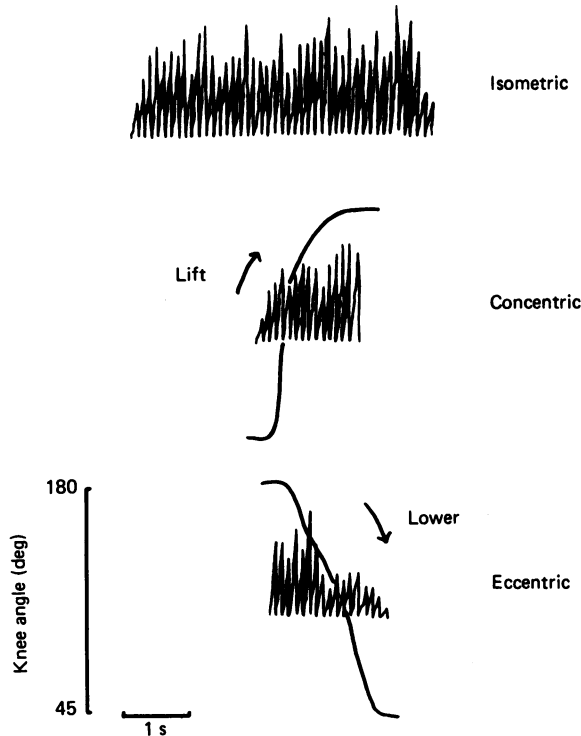 Isometric
Lift
Concentric
180
Lower
Knee angle (deg)
Eccentric
45
1 s